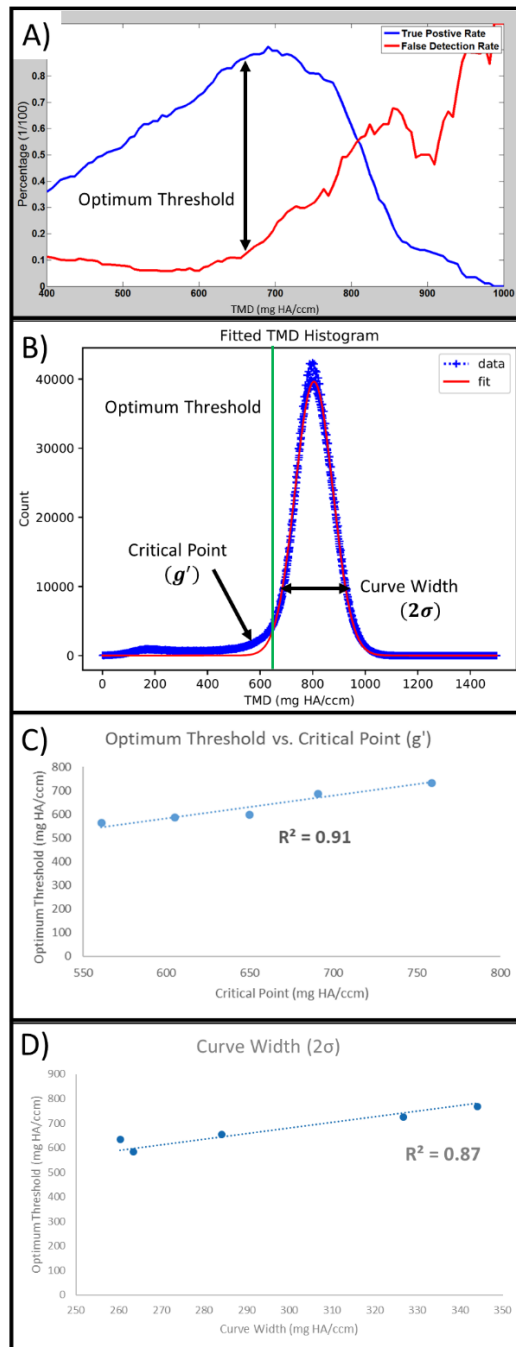 A)
True Postive Rate
False Detection Rate
Percentage (1/100)
0.8
0.7
0.6
0.5
0.4
0.3
0.2
0.1
0
Optimum Threshold
400 500 600 700 800 900 1000
TMD (mg HA/ccm)
B)
Fitted TMD Histogram
data
fit
Optimum Threshold
Critical Point
(g′)
Curve Width
(2σ)
Count
40000
30000
20000
10000
0
0 200 400 600 800 1000 1200 1400
TMD (mg HA/ccm)
C)
Optimum Threshold vs. Critical Point (g')
Optimum Threshold (mg HA/ccm)
800
700
600
500
400
300
200
100
0
R² = 0.91
550 600 650 700 750 800
Critical Point (mg HA/ccm)
D)
Curve Width (2σ)
Optimum Threshold (mg HA/ccm)
900
800
700
600
500
400
300
200
100
0
R² = 0.87
250 260 270 280 290 300 310 320 330 340 350
Curve Width (mg HA/ccm)